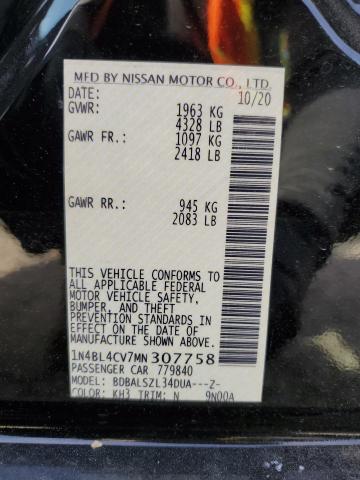 MFD BY NISSAN MOTOR CO., LTD.
DATE: 10/20
GVWR: 1963 KG
4328 LB
GAWR FR.: 1097 KG
2418 LB
GAWR RR.: 945 KG
2083 LB
THIS VEHICLE CONFORMS TO
ALL APPLICABLE FEDERAL
MOTOR VEHICLE SAFETY,
BUMPER, AND THEFT
PREVENTION STANDARDS IN
EFFECT ON THE DATE OF
MANUFACTURE SHOWN ABOVE.
1N4BL4CV7MN307758
PASSENGER CAR 779840
MODEL: BDBALSZL34DUA---Z-
COLOR: KH3 TRIM: N 9N00A